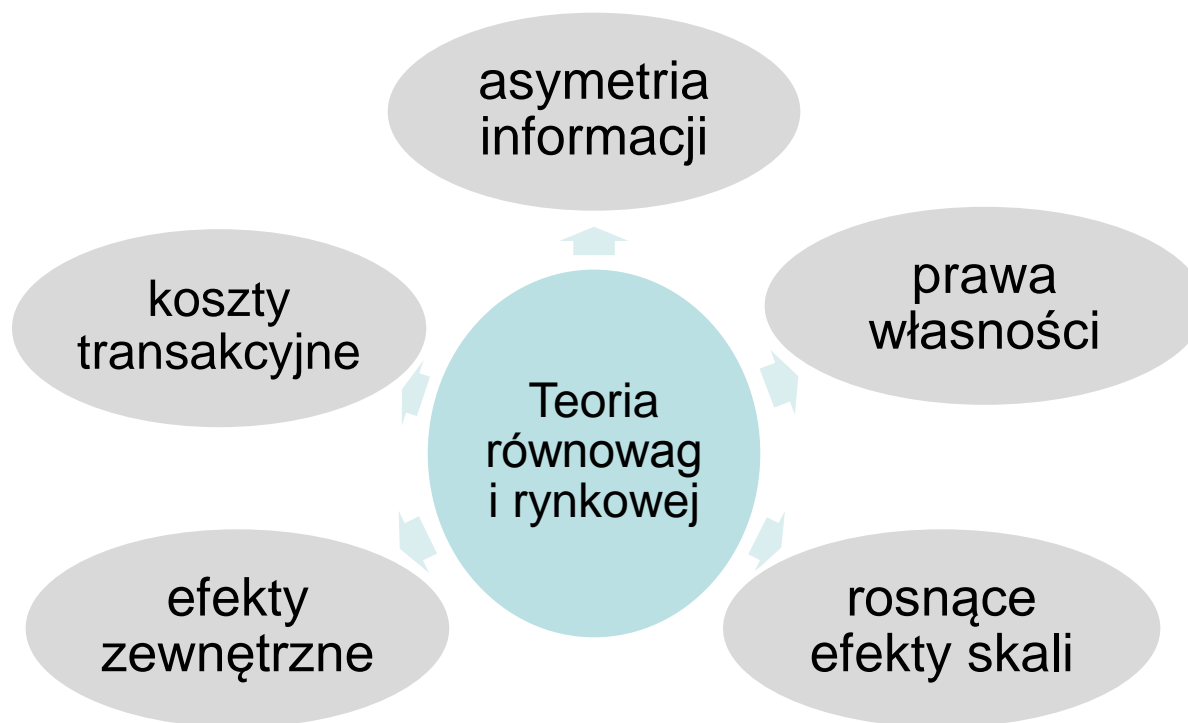 asymetria
informacji
prawa
własności
koszty
transakcyjne
Teoria
równowag
i rynkowej
efekty
zewnętrzne
rosnące
efekty skali